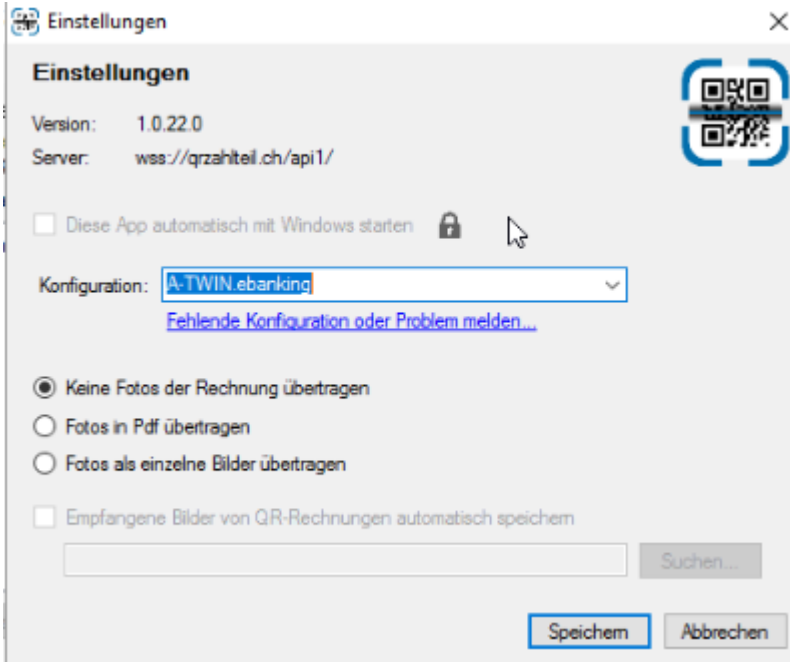 Einstellungen
Einstellungen
Version: 1.0.22.0
Server: wss://qrzahlteil.ch/api1/
Diese App automatisch mit Windows starten
Konfiguration: A-TWIN.ebanking
Fehlende Konfiguration oder Problem melden...
Keine Fotos der Rechnung übertragen
Fotos in Pdf übertragen
Fotos als einzelne Bilder übertragen
Empfangene Bilder von QR-Rechnungen automatisch speichern
Suchen...
Speichern Abbrechen